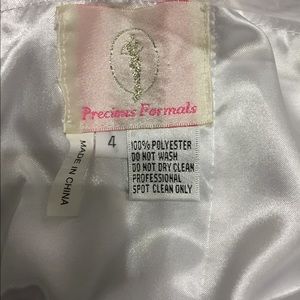 Precious Formals
4
MADE IN CHINA
100% POLYESTER
DO NOT WASH
DO NOT DRY CLEAN
PROFESSIONAL
SPOT CLEAN ONLY